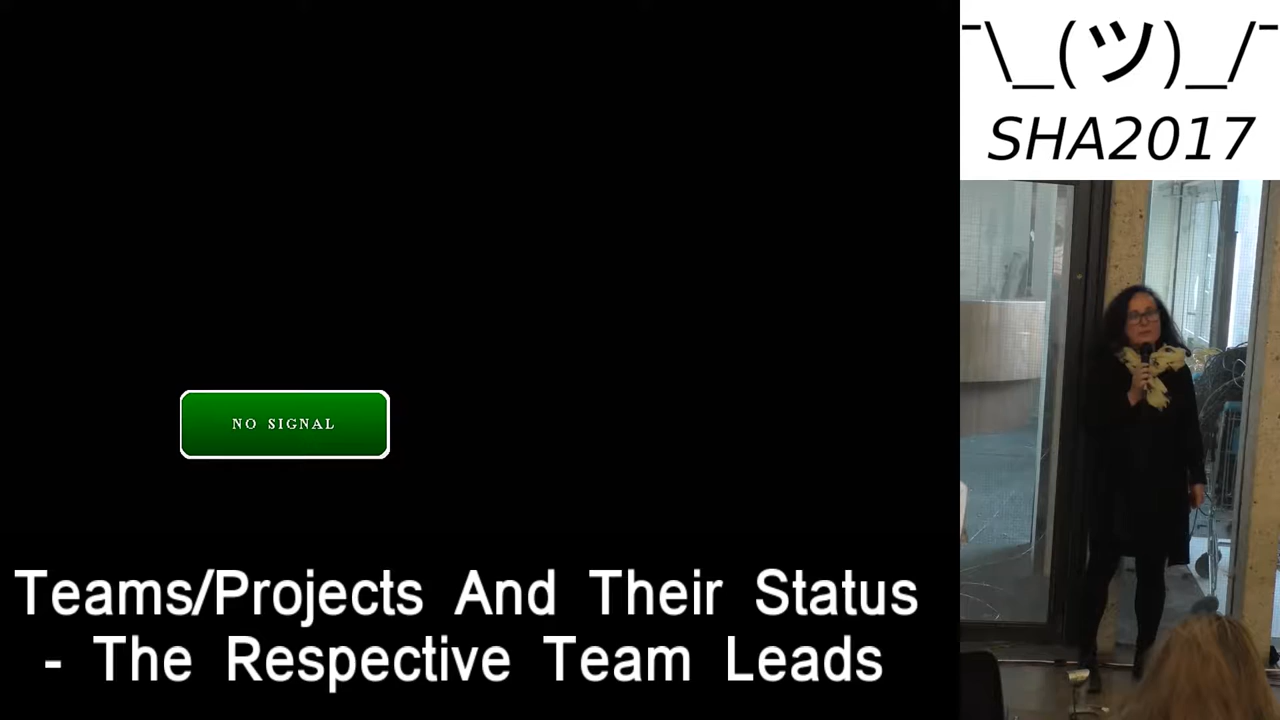 ¯\_(ツ)_/¯
SHA2017
NO SIGNAL
Teams/Projects And Their Status
- The Respective Team Leads